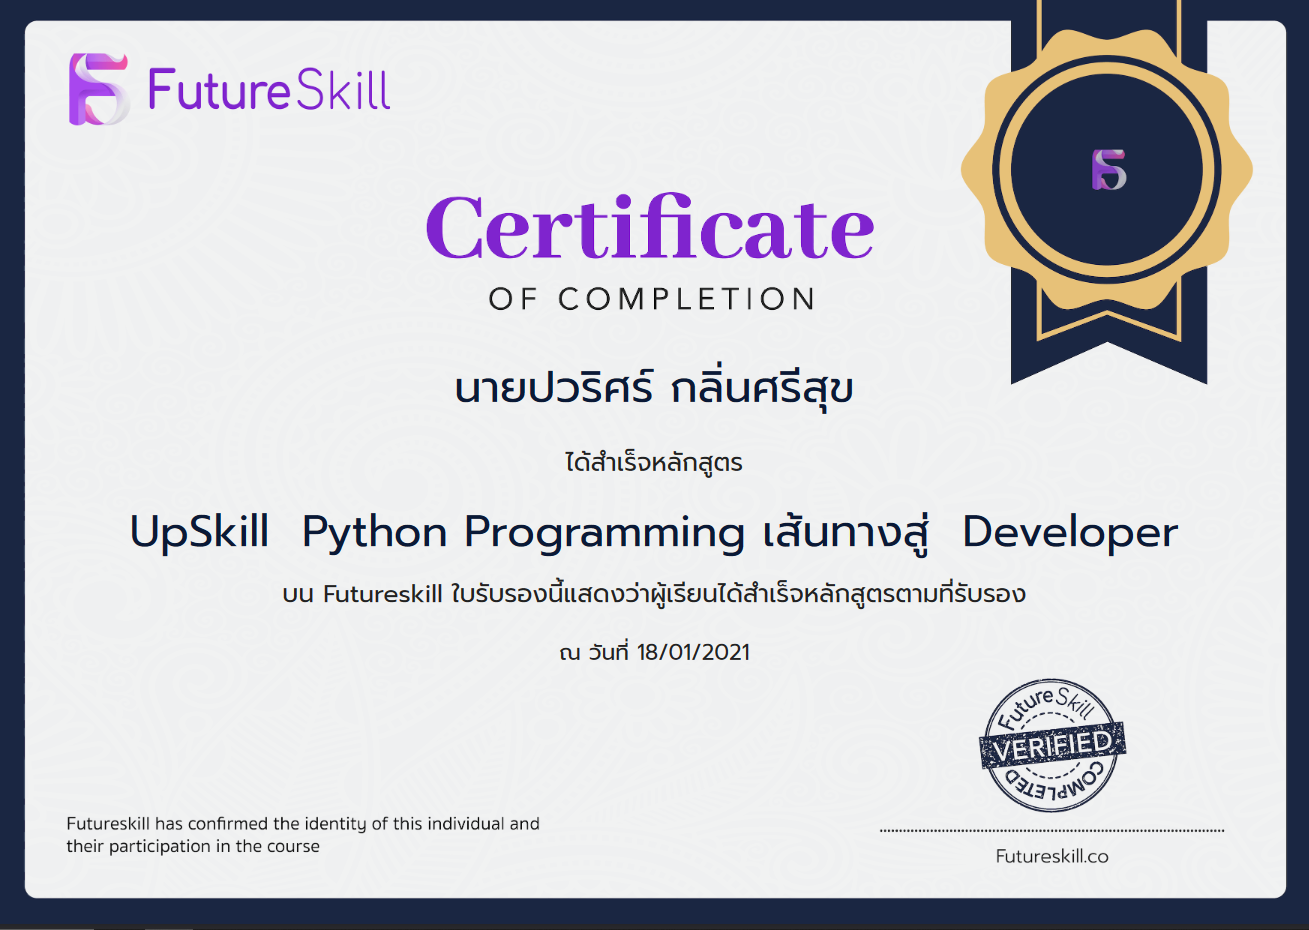 FutureSkill
Certificate
OF COMPLETION
นายปวริศร์ กลิ่นศรีสุข
ได้สำเร็จหลักสูตร
UpSkill  Python Programming เส้นทางสู่  Developer
บน Futureskill ใบรับรองนี้แสดงว่าผู้เรียนได้สำเร็จหลักสูตรตามที่รับรอง
ณ วันที่ 18/01/2021
FutureSkill
VERIFIED
COMPLETED
Futureskill has confirmed the identity of this individual and
their participation in the course
Futureskill.co